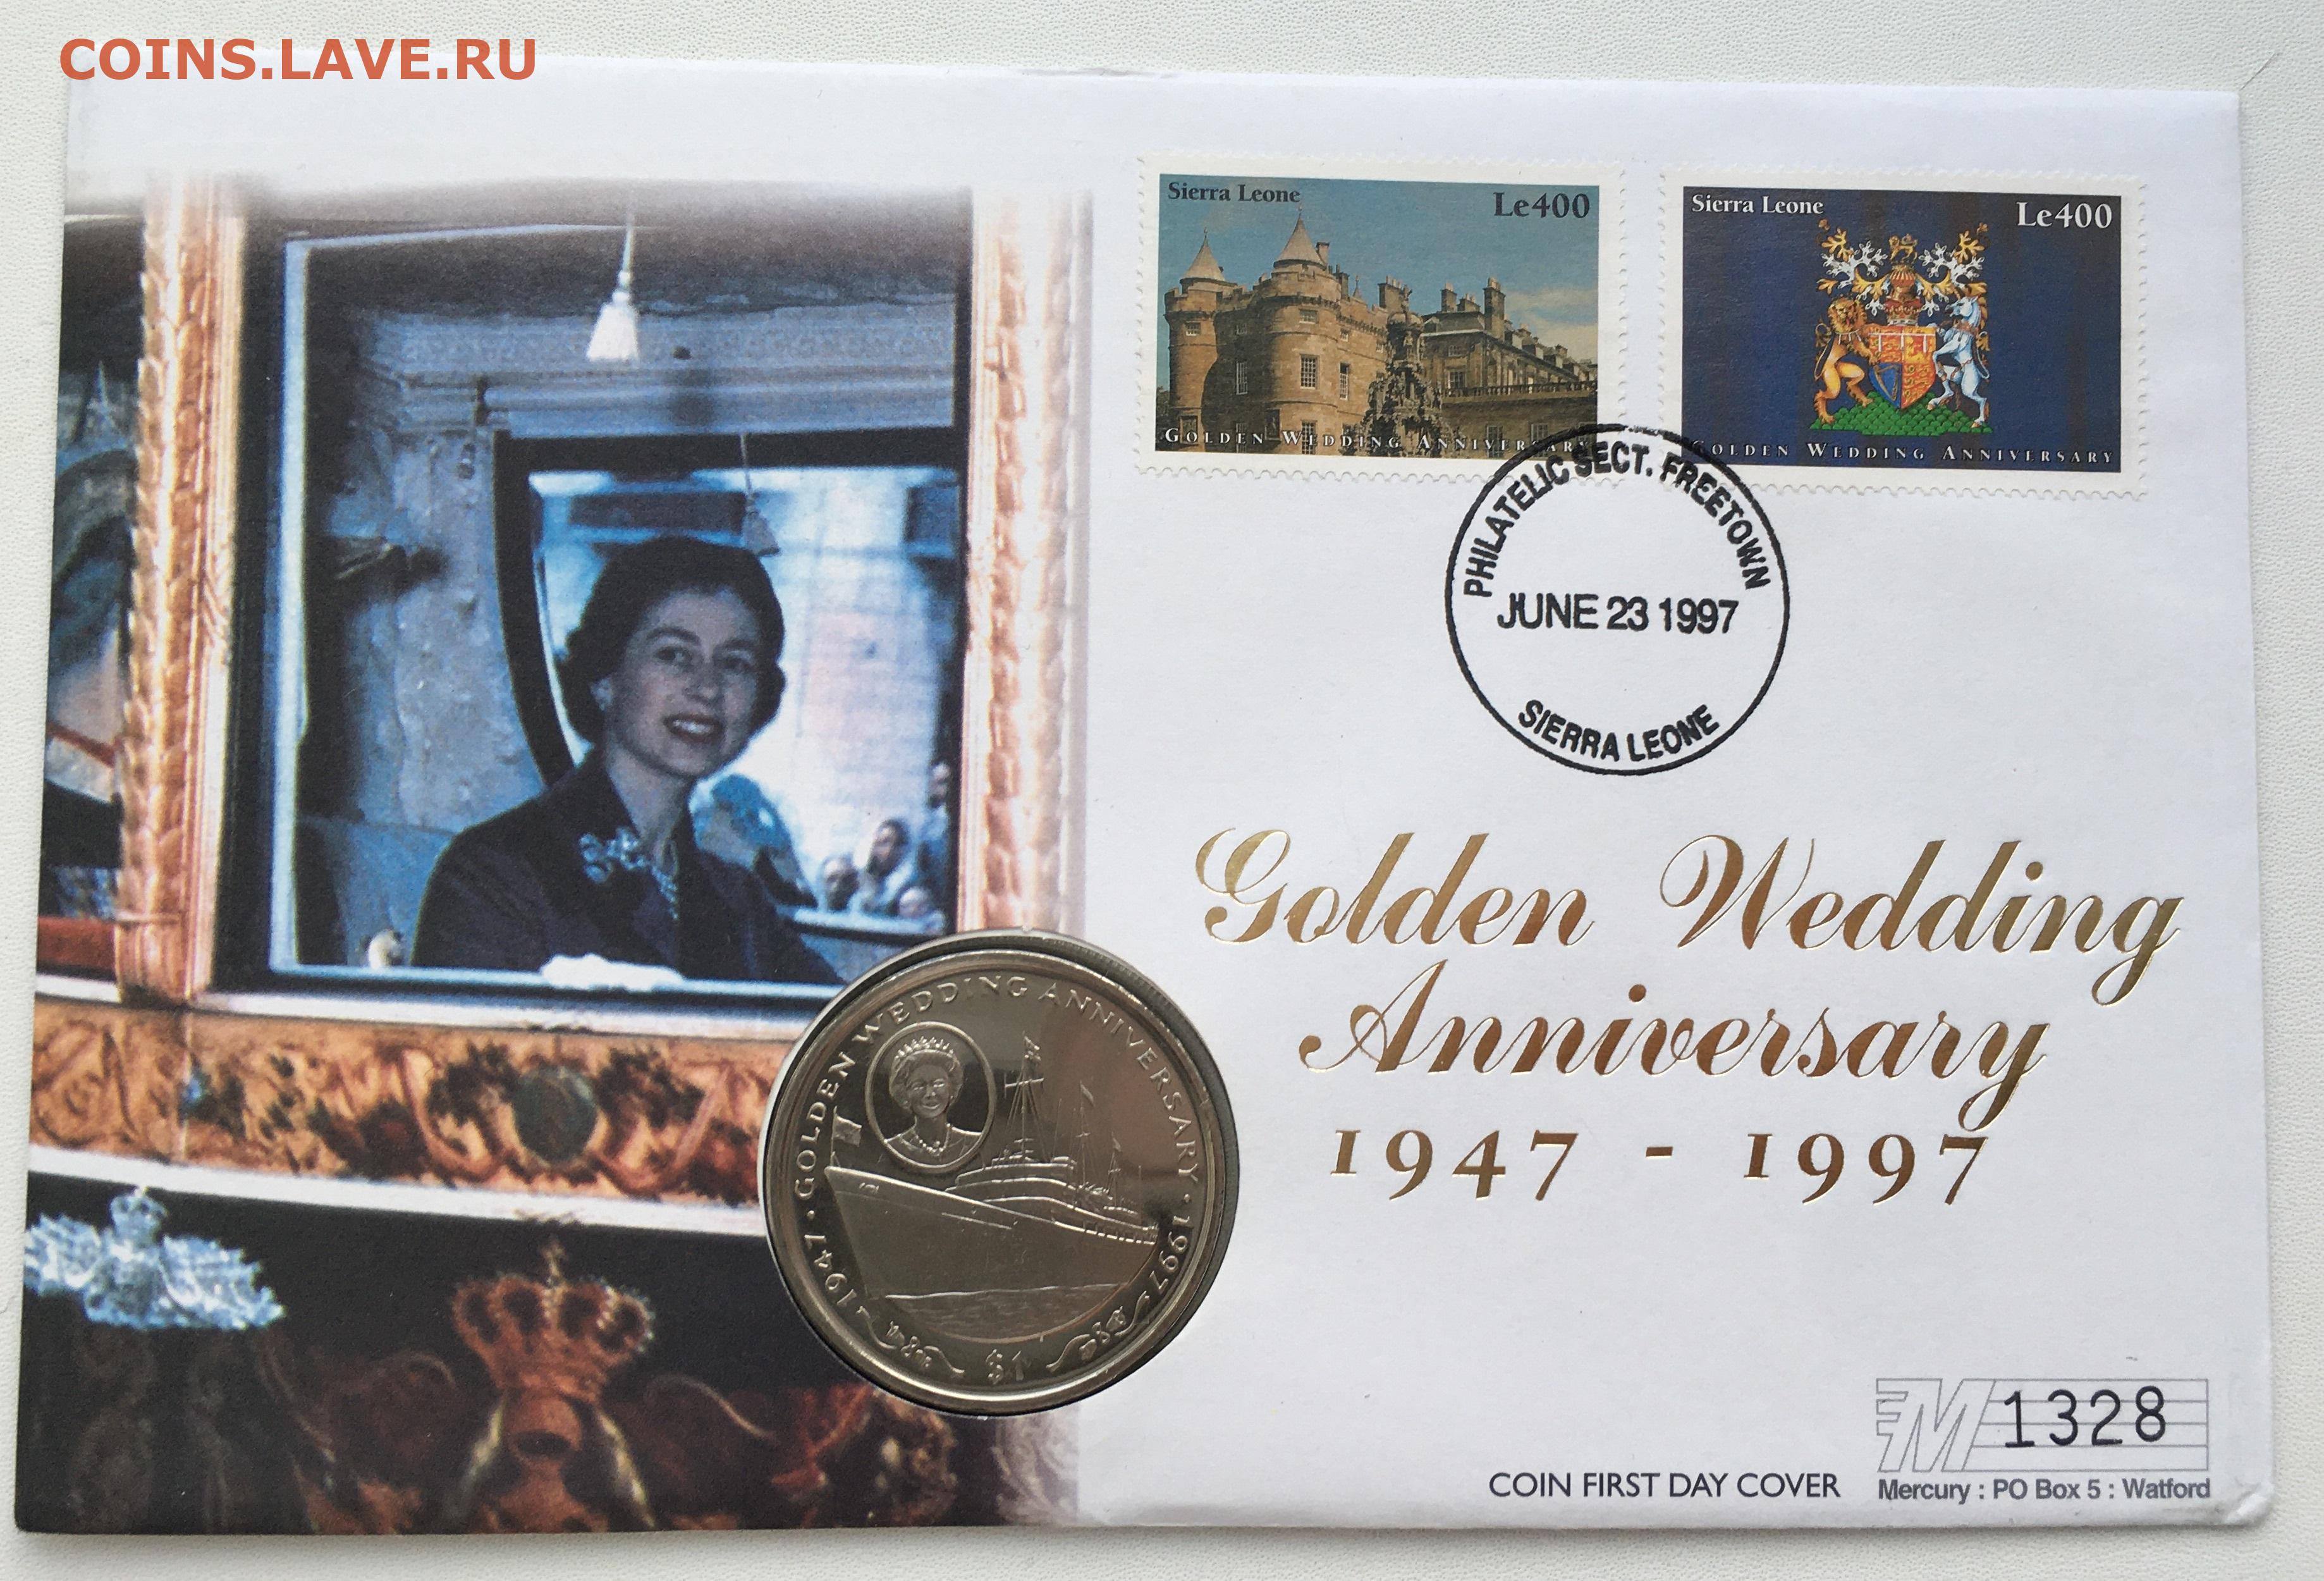 COINS.LAVE.RU
Sierra Leone
Le400
GOLDEN WEDDING ANNIVERSARY
Sierra Leone
Le400
GOLDEN WEDDING ANNIVERSARY
PHILATELIC SECT. FREETOWN
JUNE 23 1997
SIERRA LEONE
Golden Wedding
Anniversary
1947 - 1997
1947 · GOLDEN WEDDING ANNIVERSARY · 1997
$1
M 1328
COIN FIRST DAY COVER
Mercury : PO Box 5 : Watford